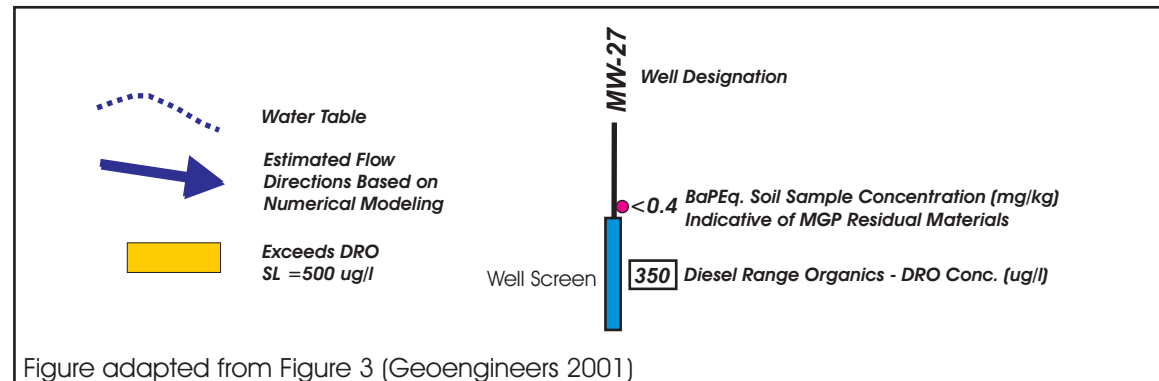 Water Table
Estimated Flow
Directions Based on
Numerical Modeling
Exceeds DRO
SL =500 ug/l
MW-27
Well Designation
<0.4
BaPEq. Soil Sample Concentration (mg/kg)
Indicative of MGP Residual Materials
Well Screen
350
Diesel Range Organics - DRO Conc. (ug/l)
Figure adapted from Figure 3 (Geoengineers 2001)